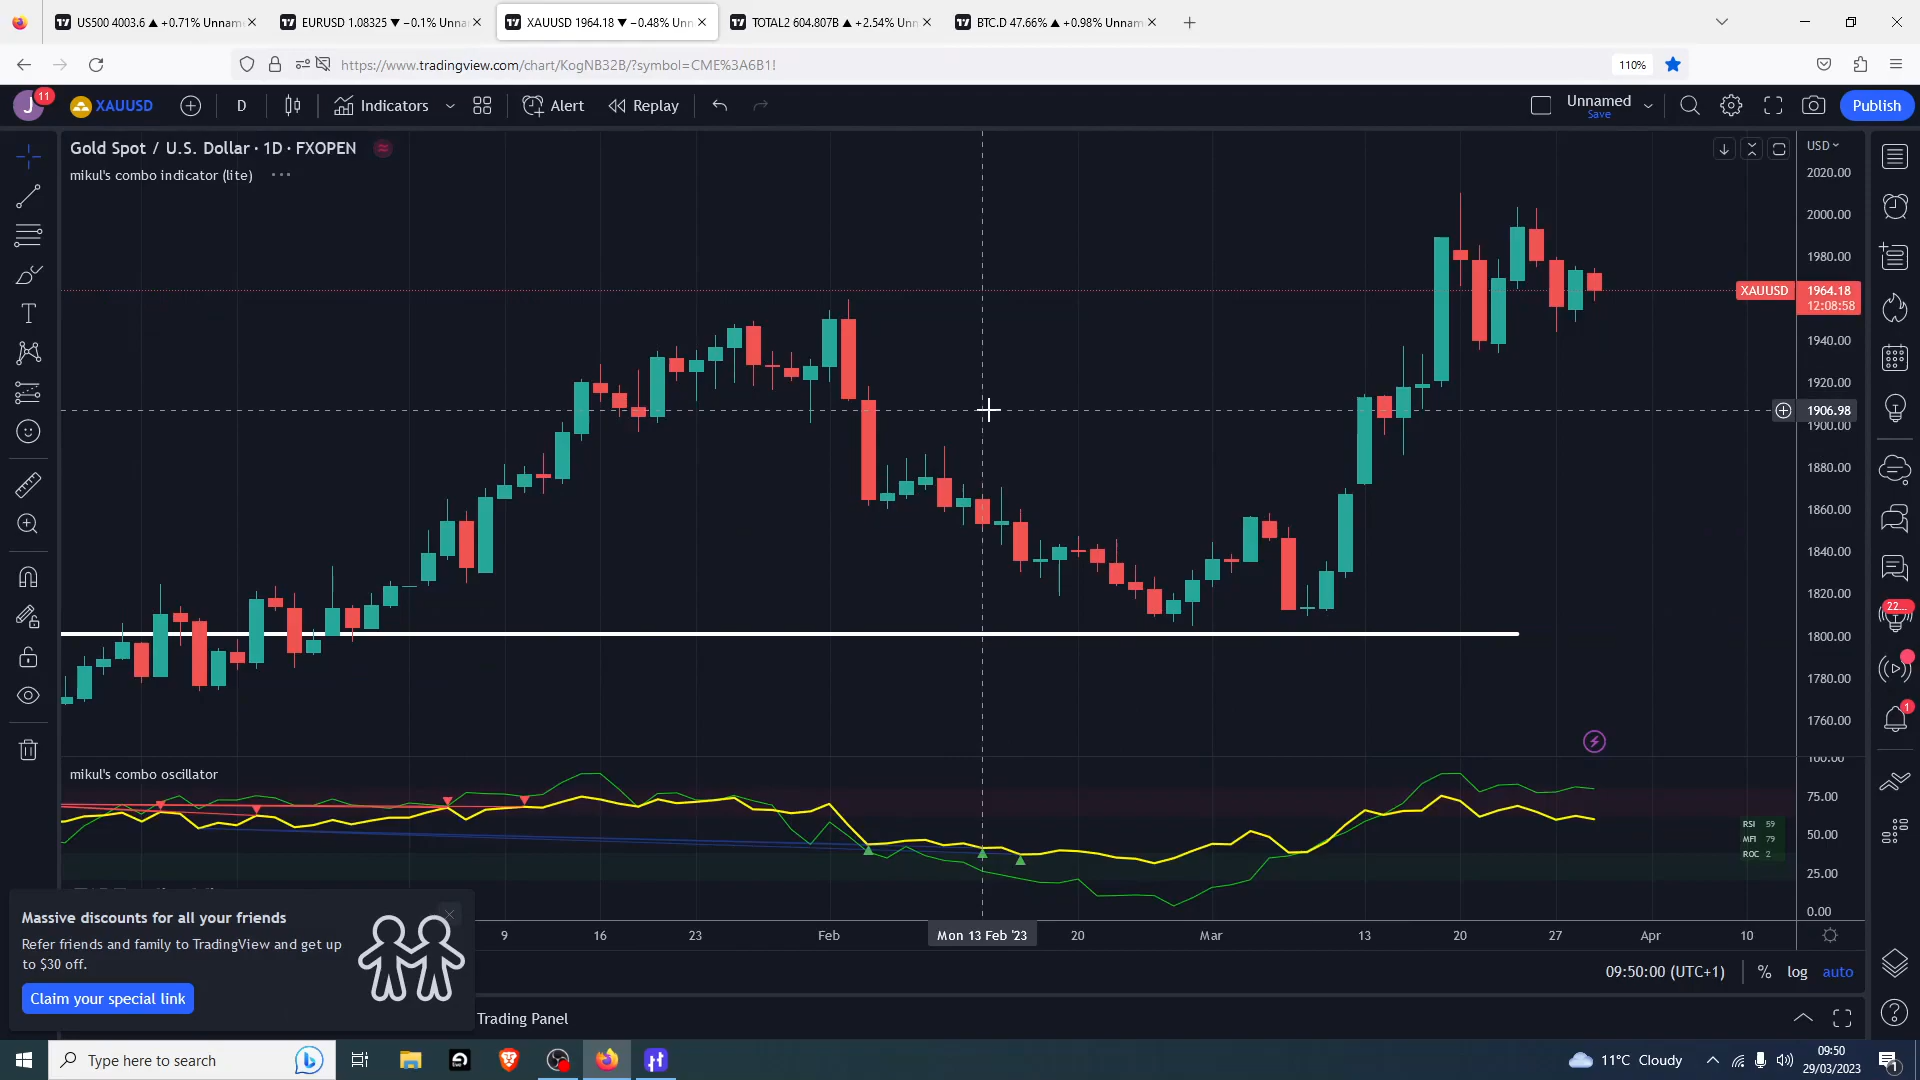 US500 4003.6 ▲ +0.71% Unnam
EURUSD 1.08325 ▼ −0.1% Unna
XAUUSD 1964.18 ▼ −0.48% Unn
TOTAL2 604.807B ▲ +2.54% Unn
BTC.D 47.66% ▲ +0.98% Unnam
https://www.tradingview.com/chart/KogNB32B/?symbol=CME%3A6B1!
110%
J
11
XAUUSD
D
Indicators
Alert
Replay
Unnamed
Save
Publish
Gold Spot / U.S. Dollar · 1D · FXOPEN
mikul's combo indicator (lite)
USD
2020.00
2000.00
1980.00
XAUUSD
1964.18
12:08:58
1940.00
1920.00
1906.98
1900.00
1880.00
1860.00
1840.00
1820.00
1800.00
1780.00
1760.00
22...
1
mikul's combo oscillator
100.00
75.00
50.00
25.00
0.00
RSI 59
MFI 79
ROC 2
9
16
23
Feb
Mon 13 Feb '23
20
Mar
13
20
27
Apr
10
Massive discounts for all your friends
Refer friends and family to TradingView and get up
to $30 off.
Claim your special link
09:50:00 (UTC+1)
%
log
auto
Trading Panel
Type here to search
11°C Cloudy
09:50
29/03/2023
1